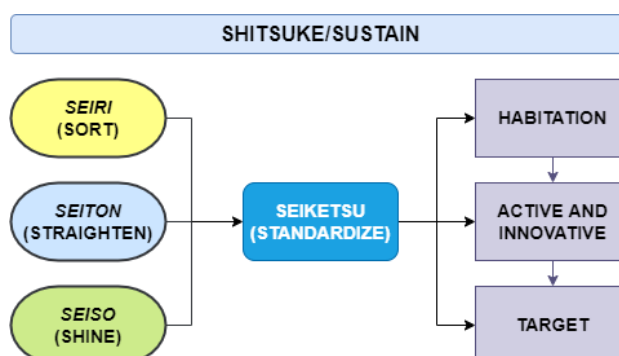 SHITSUKE/SUSTAIN
SEIRI
(SORT)
SEITON
(STRAIGHTEN)
SEISO
(SHINE)
SEIKETSU
(STANDARDIZE)
HABITATION
ACTIVE AND
INNOVATIVE
TARGET